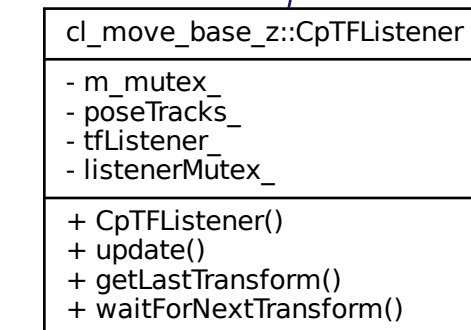 cl_move_base_z::CpTFListener
- m_mutex_
- poseTracks_
- tfListener_
- listenerMutex_
+ CpTFListener()
+ update()
+ getLastTransform()
+ waitForNextTransform()